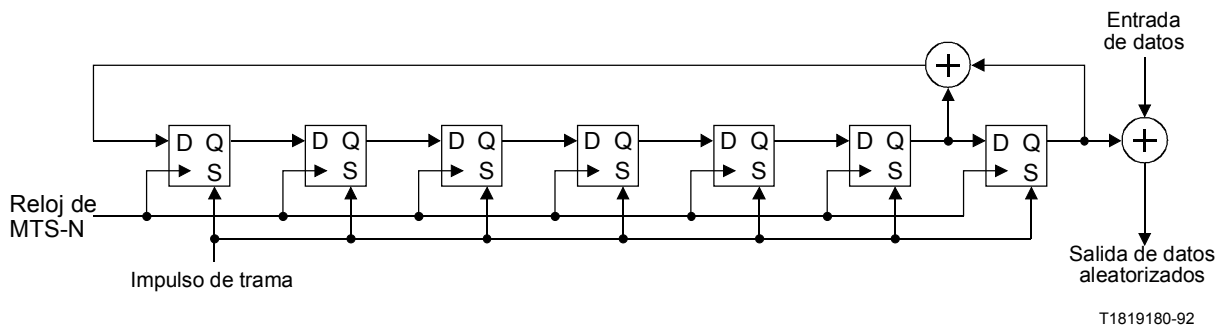 Entrada
de datos
D Q
S
D Q
S
D Q
S
D Q
S
D Q
S
D Q
S
D Q
S
Reloj de
MTS-N
Impulso de trama
Salida de datos
aleatorizados
T1819180-92